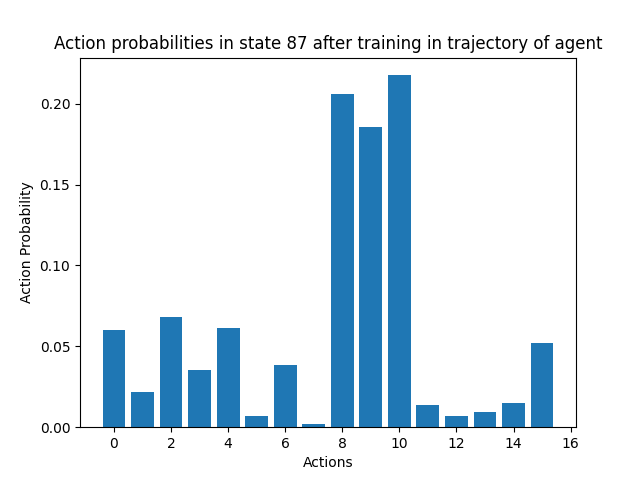 Action probabilities in state 87 after training in trajectory of agent
0.20
0.15
0.10
0.05
0.00
Action Probability
0 2 4 6 8 10 12 14 16
Actions